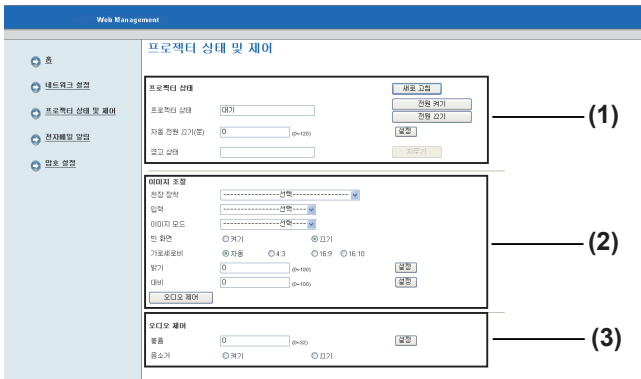 Web Management
홈
네트워크 설정
프로젝터 상태 및 제어
전자메일 알림
암호 설정
프로젝터 상태 및 제어
프로젝터 상태 새로 고침
프로젝터 상태 대기 전원 켜기
전원 끄기
자동 전원 끄기(분) 0 (0~120) 설정
경고 상태 지우기
(1)
이미지 조절
천장 장착 ----------------선택----------------
입력 ----------------선택----
이미지 모드 ----------------선택----
빈 화면 켜기 끄기
가로세로비 자동 4:3 16:9 16:10
밝기 0 (0~100) 설정
대비 0 (0~100) 설정
오디오 제어
(2)
오디오 제어
볼륨 0 (0~32) 설정
음소거 켜기 끄기
(3)